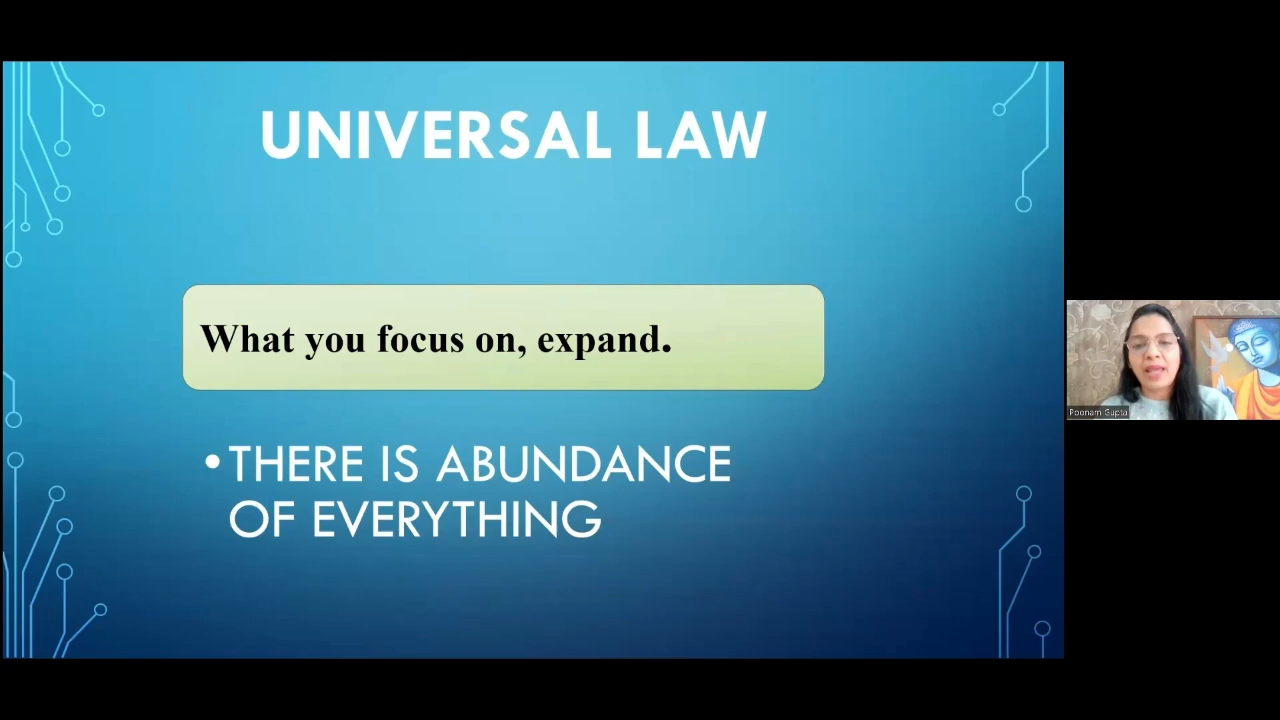 UNIVERSAL LAW
What you focus on, expand.
•THERE IS ABUNDANCE
OF EVERYTHING
Poonam Gupta